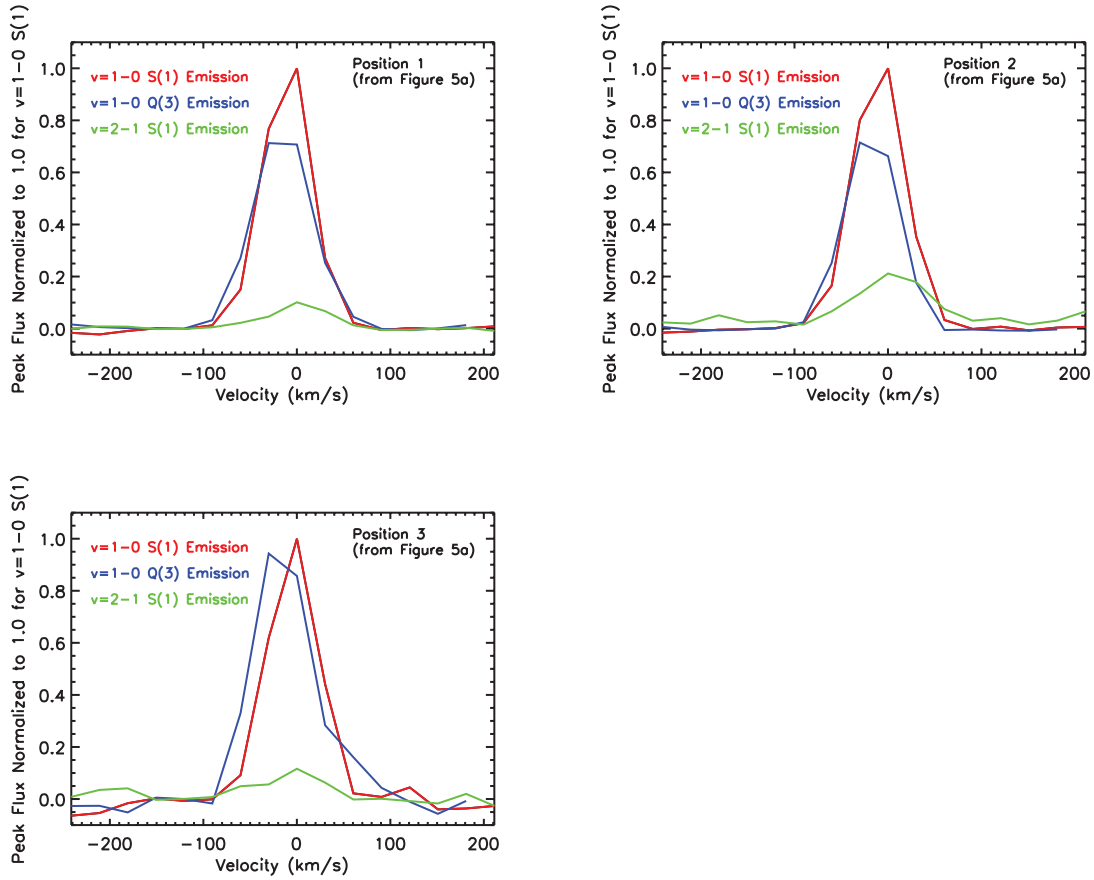 Peak Flux Normalized to 1.0 for v=1-0 S(1)
Position 1
(from Figure 5a)
v=1-0 S(1) Emission
v=1-0 Q(3) Emission
v=2-1 S(1) Emission
1.0
0.8
0.6
0.4
0.2
0.0
-200 -100 0 100 200
Velocity (km/s)
Peak Flux Normalized to 1.0 for v=1-0 S(1)
Position 2
(from Figure 5a)
v=1-0 S(1) Emission
v=1-0 Q(3) Emission
v=2-1 S(1) Emission
1.0
0.8
0.6
0.4
0.2
0.0
-200 -100 0 100 200
Velocity (km/s)
Peak Flux Normalized to 1.0 for v=1-0 S(1)
Position 3
(from Figure 5a)
v=1-0 S(1) Emission
v=1-0 Q(3) Emission
v=2-1 S(1) Emission
1.0
0.8
0.6
0.4
0.2
0.0
-200 -100 0 100 200
Velocity (km/s)